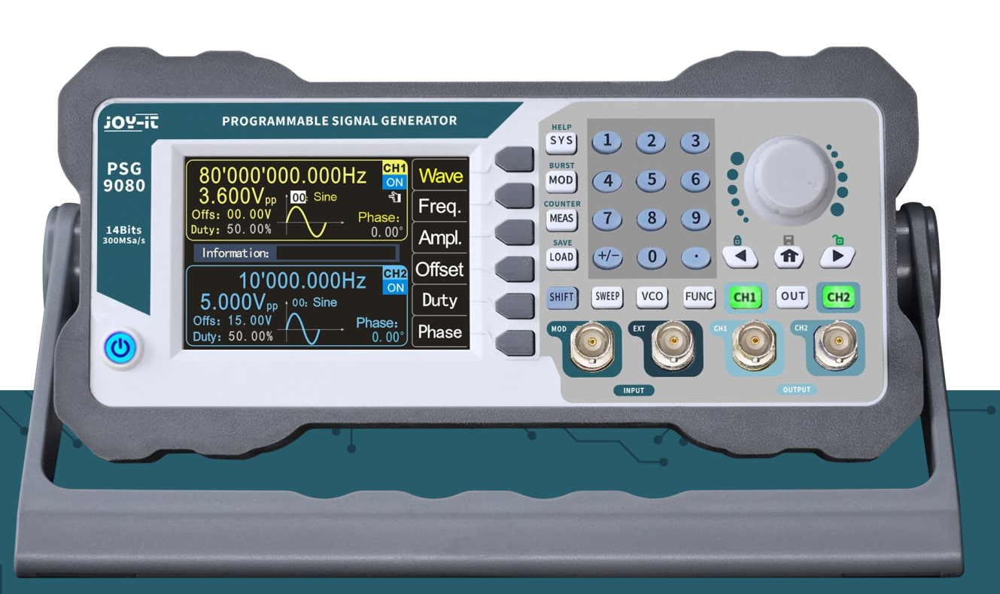 JOY-iT
PROGRAMMABLE SIGNAL GENERATOR
PSG
9080
14Bits
300MSa/s
80'000'000.000Hz
CH1
ON
3.600Vpp
00: Sine
Offs: 00.00V
Phase:
Duty: 50.00%
0.00°
Information:
10'000.000Hz
CH2
ON
5.000Vpp
00: Sine
Offs: 15.00V
Phase:
Duty: 50.00%
0.00°
Wave
Freq.
Ampl.
Offset
Duty
Phase
HELP
SYS
1 2 3
BURST
MOD
4 5 6
COUNTER
MEAS
7 8 9
SAVE
LOAD
+/− 0 ·
SHIFT SWEEP VCO FUNC CH1 OUT CH2
MOD EXT CH1 CH2
INPUT OUTPUT